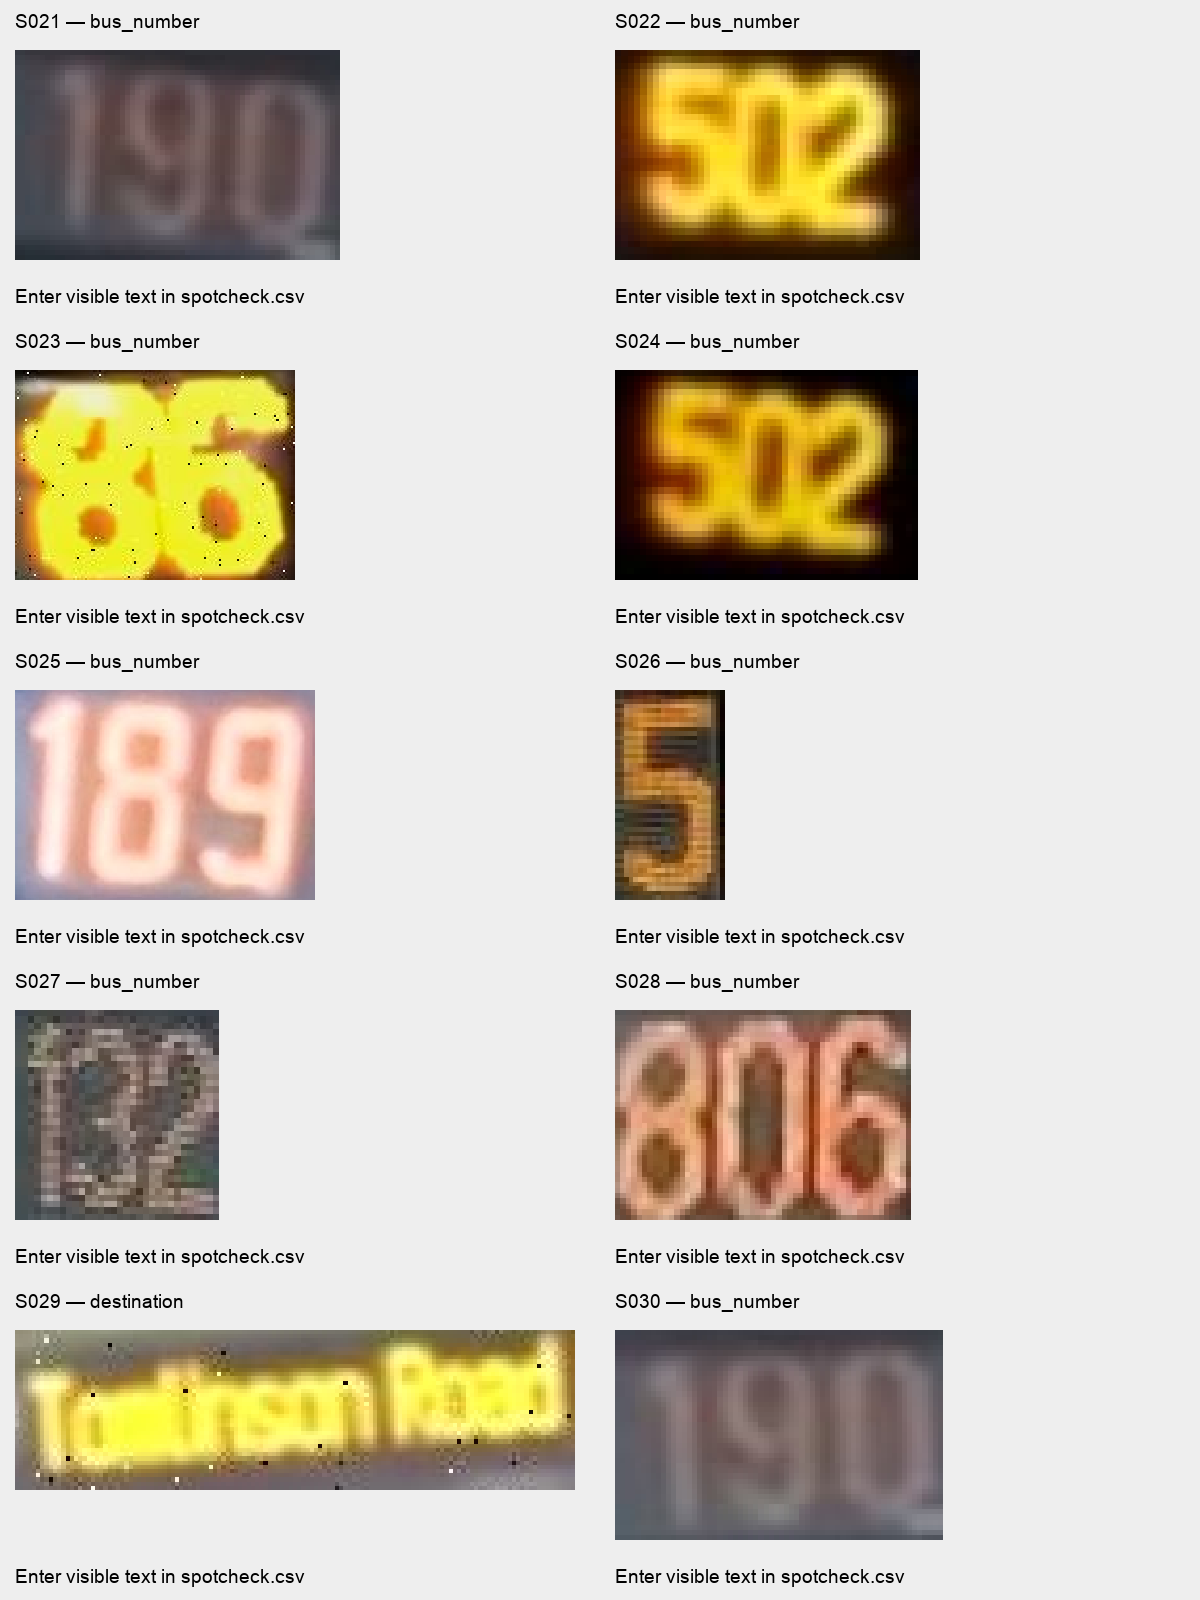 S021 — bus_number
S022 — bus_number
190
502
Enter visible text in spotcheck.csv
Enter visible text in spotcheck.csv
S023 — bus_number
S024 — bus_number
86
502
Enter visible text in spotcheck.csv
Enter visible text in spotcheck.csv
S025 — bus_number
S026 — bus_number
189
5
Enter visible text in spotcheck.csv
Enter visible text in spotcheck.csv
S027 — bus_number
S028 — bus_number
132
806
Enter visible text in spotcheck.csv
Enter visible text in spotcheck.csv
S029 — destination
S030 — bus_number
Tomlinson Road
190
Enter visible text in spotcheck.csv
Enter visible text in spotcheck.csv